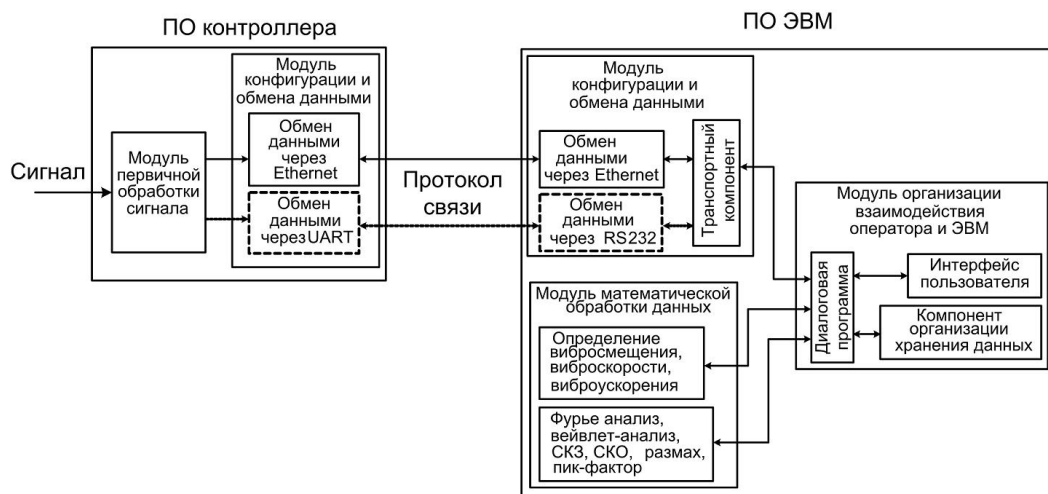 ПО контроллера
ПО ЭВМ
Модуль
конфигурации и
обмена данными
Модуль
конфигурации и
обмена данными
Сигнал
Модуль
первичной
обработки
сигнала
Обмен
данными
через
Ethernet
Обмен
данными
через UART
Протокол
связи
Обмен
данными
через Ethernet
Обмен
данными
через RS232
Транспортный
компонент
Модуль организации
взаимодействия
оператора и ЭВМ
Диалоговая
программа
Интерфейс
пользователя
Компонент
организации
хранения данных
Модуль математической
обработки данных
Определение
вибросмещения,
виброскорости,
виброускорения
Фурье анализ,
вейвлет-анализ,
СКЗ, СКО, размах,
пик-фактор